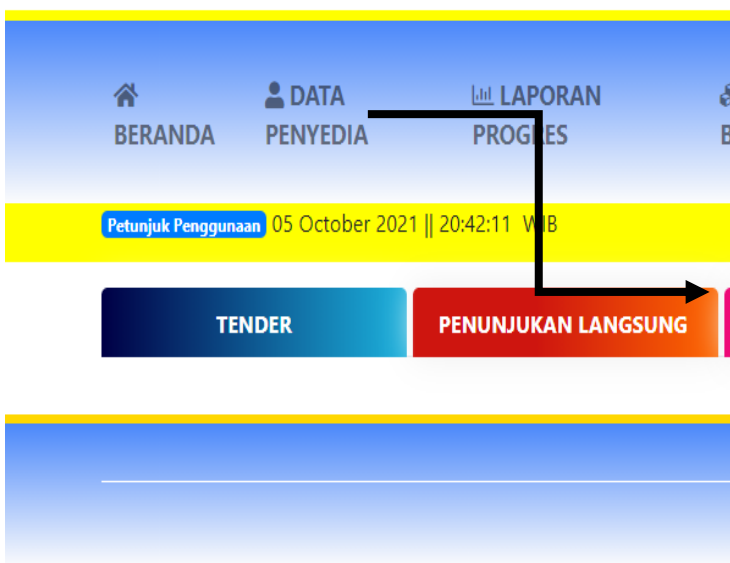 BERANDA
DATA PENYEDIA
LAPORAN PROGRES
Petunjuk Penggunaan 05 October 2021 || 20:42:11 WIB
TENDER
PENUNJUKAN LANGSUNG